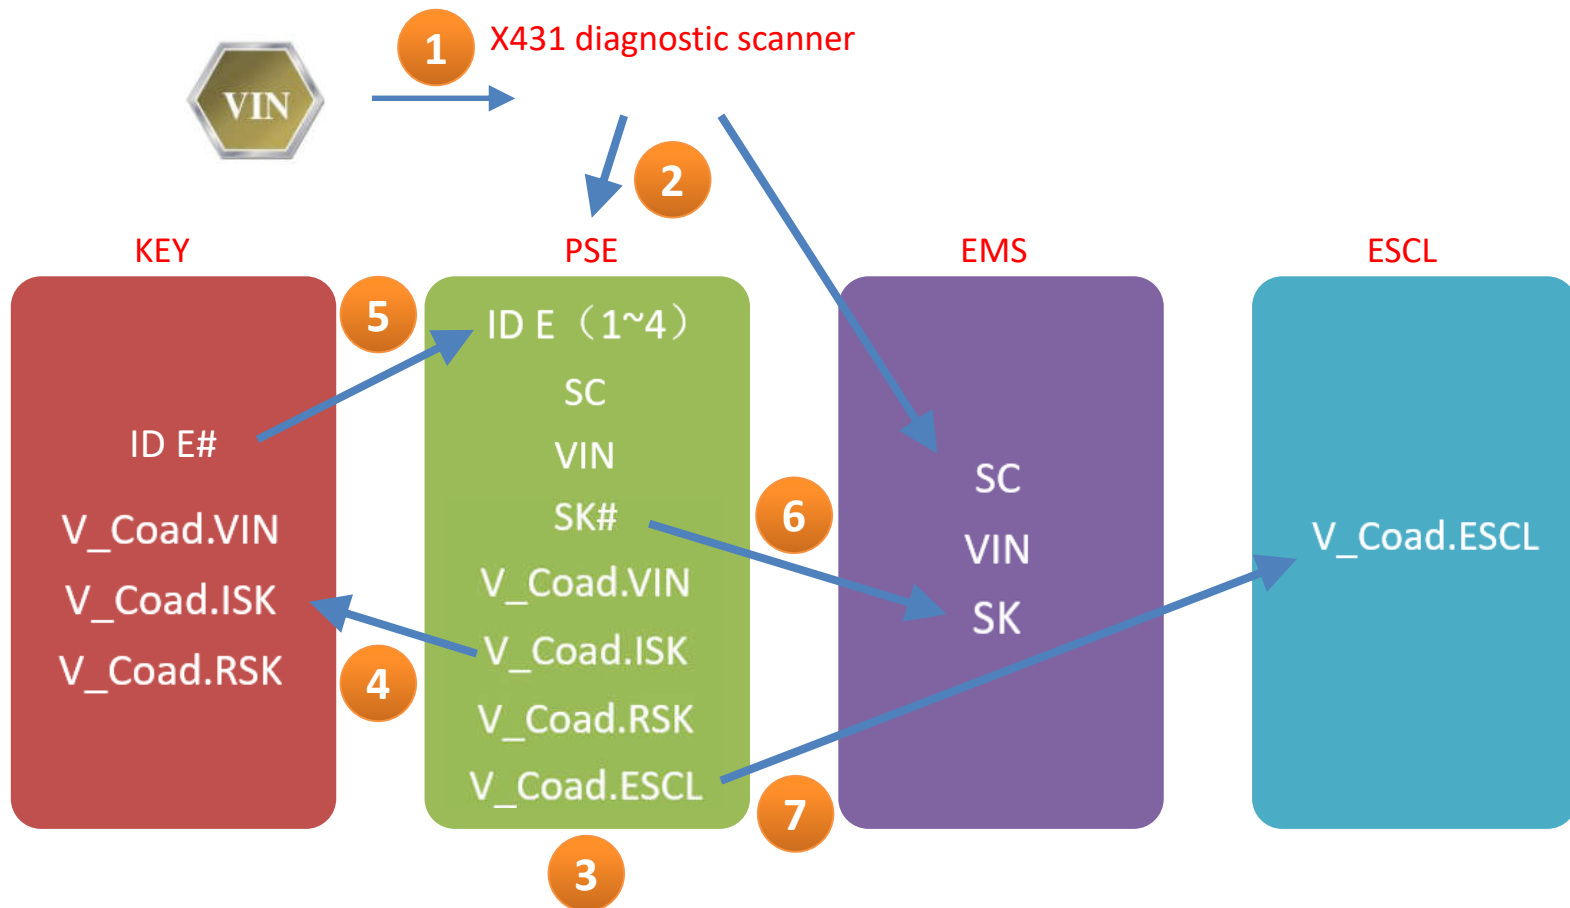 1
X431 diagnostic scanner
VIN
2
KEY
PSE
EMS
ESCL
5
ID E#
V_Coad.VIN
V_Coad.ISK
V_Coad.RSK
4
ID E（1~4）
SC
VIN
SK#
V_Coad.VIN
V_Coad.ISK
V_Coad.RSK
V_Coad.ESCL
3
6
7
SC
VIN
SK
V_Coad.ESCL